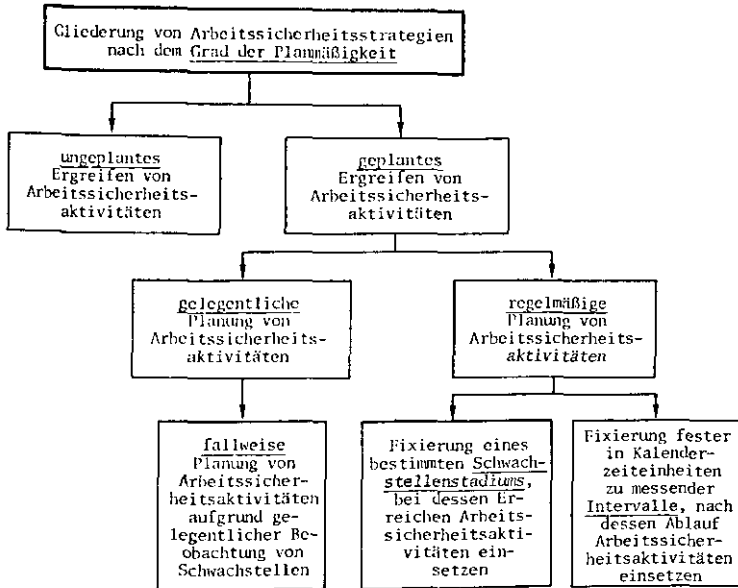 Gliederung von Arbeitssicherheitsstrategien
nach dem Grad der Planmäßigkeit
ungeplantes
Ergreifen von
Arbeitssicherheits-
aktivitäten
geplantes
Ergreifen von
Arbeitssicherheits-
aktivitäten
gelegentliche
Planung von
Arbeitssicherheits-
aktivitäten
regelmäßige
Planung von
Arbeitssicherheits-
aktivitäten
fallweise
Planung von
Arbeitssicher-
heitsaktivitäten
aufgrund ge-
legentlicher Be-
obachtung von
Schwachstellen
Fixierung eines
bestimmten Schwach-
stellenstadiums,
bei dessen Er-
reichen Arbeits-
sicherheitsakti-
vitäten ein-
setzen
Fixierung fester
in Kalender-
zeiteinheiten
zu messender
Intervalle, nach
dessen Ablauf
Arbeitssicher-
heitsaktivitäten
einsetzen